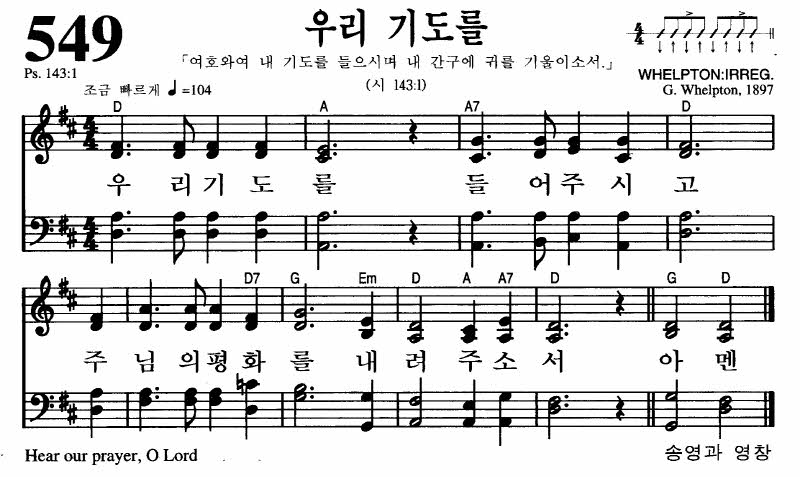 549
우리 기도를
Ps. 143:1
「여호와여 내 기도를 들으시며 내 간구에 귀를 기울이소서.」
(시 143:1)
WHELPTON:IRREG.
조금 빠르게 ♩=104
G. Whelpton, 1897
D A A7 D
4/4
우 리 기 도 를 들 어 주 시 고
D7 G Em D A A7 D G D
주 님 의 평 화 를 내 려 주 소 서 아 멘
Hear our prayer, O Lord
송영과 영창